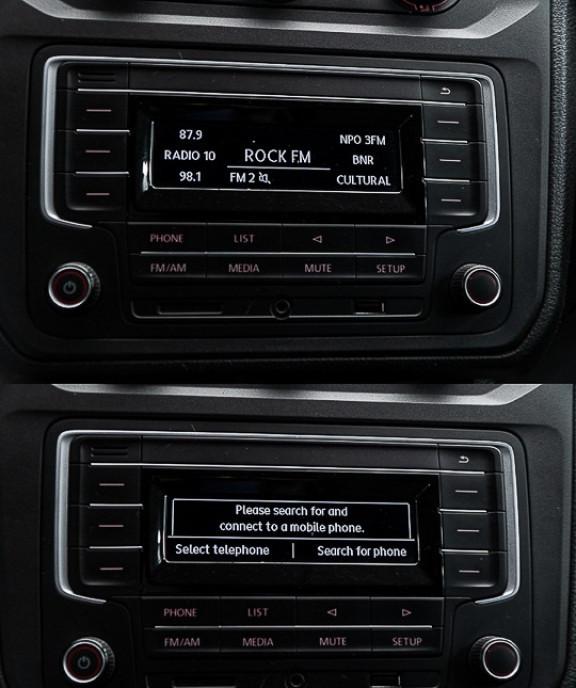 87.9
NPO 3FM
RADIO 10
ROCK FM
BNR
98.1
FM 2
CULTURAL
PHONE LIST
FM/AM MEDIA MUTE SETUP
Please search for and
connect to a mobile phone.
Select telephone | Search for phone
PHONE LIST
FM/AM MEDIA MUTE SETUP